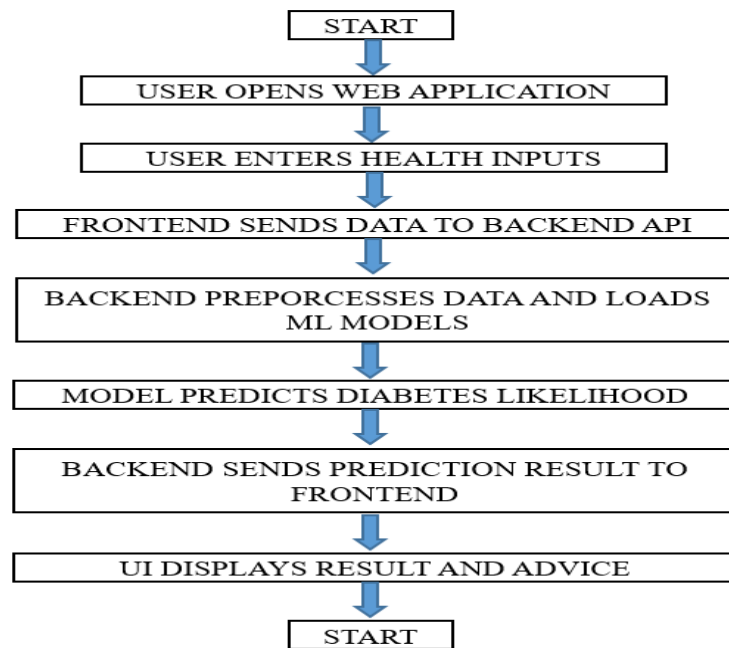 START
USER OPENS WEB APPLICATION
USER ENTERS HEALTH INPUTS
FRONTEND SENDS DATA TO BACKEND API
BACKEND PREPORCESSES DATA AND LOADS
ML MODELS
MODEL PREDICTS DIABETES LIKELIHOOD
BACKEND SENDS PREDICTION RESULT TO
FRONTEND
UI DISPLAYS RESULT AND ADVICE
START